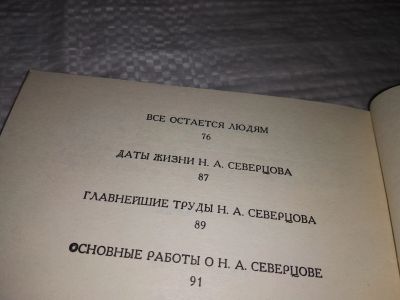 ВСЕ ОСТАЕТСЯ ЛЮДЯМ
76
ДАТЫ ЖИЗНИ Н. А. СЕВЕРЦОВА
87
ГЛАВНЕЙШИЕ ТРУДЫ Н. А. СЕВЕРЦОВА
89
ОСНОВНЫЕ РАБОТЫ О Н. А. СЕВЕРЦОВЕ
91